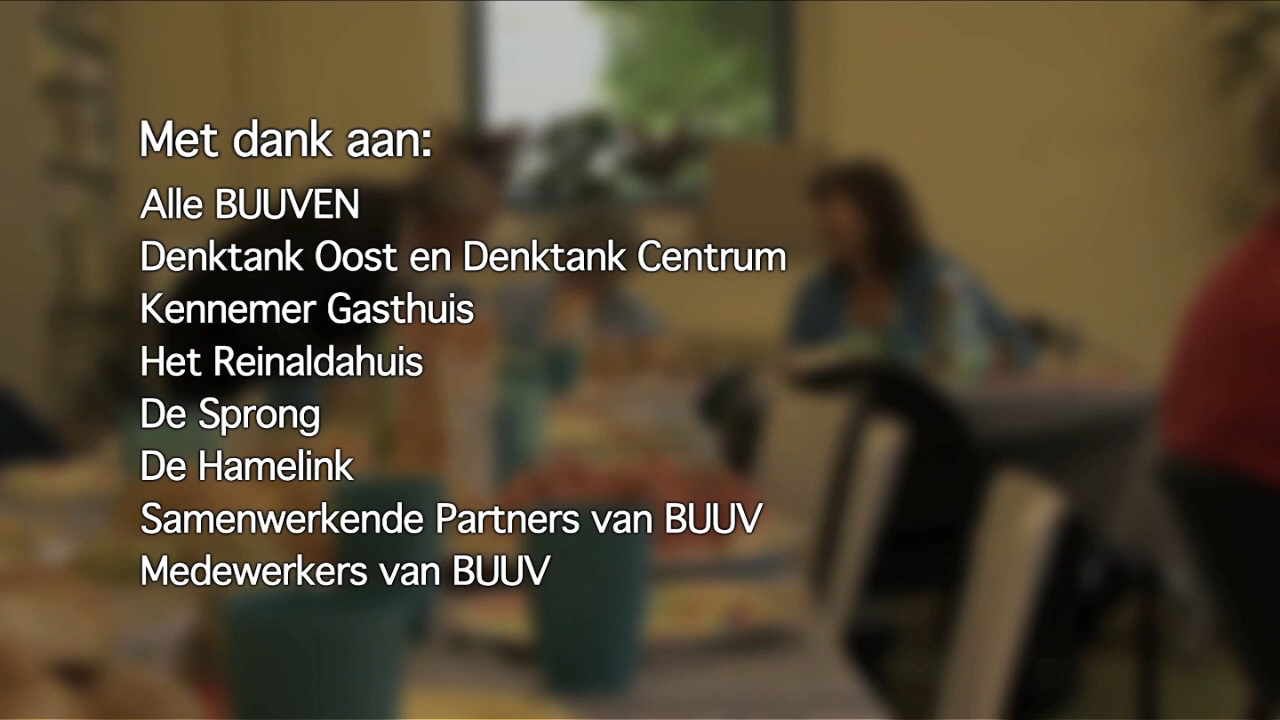 Met dank aan:
Alle BUUVEN
Denktank Oost en Denktank Centrum
Kennemer Gasthuis
Het Reinaldahuis
De Sprong
De Hamelink
Samenwerkende Partners van BUUV
Medewerkers van BUUV